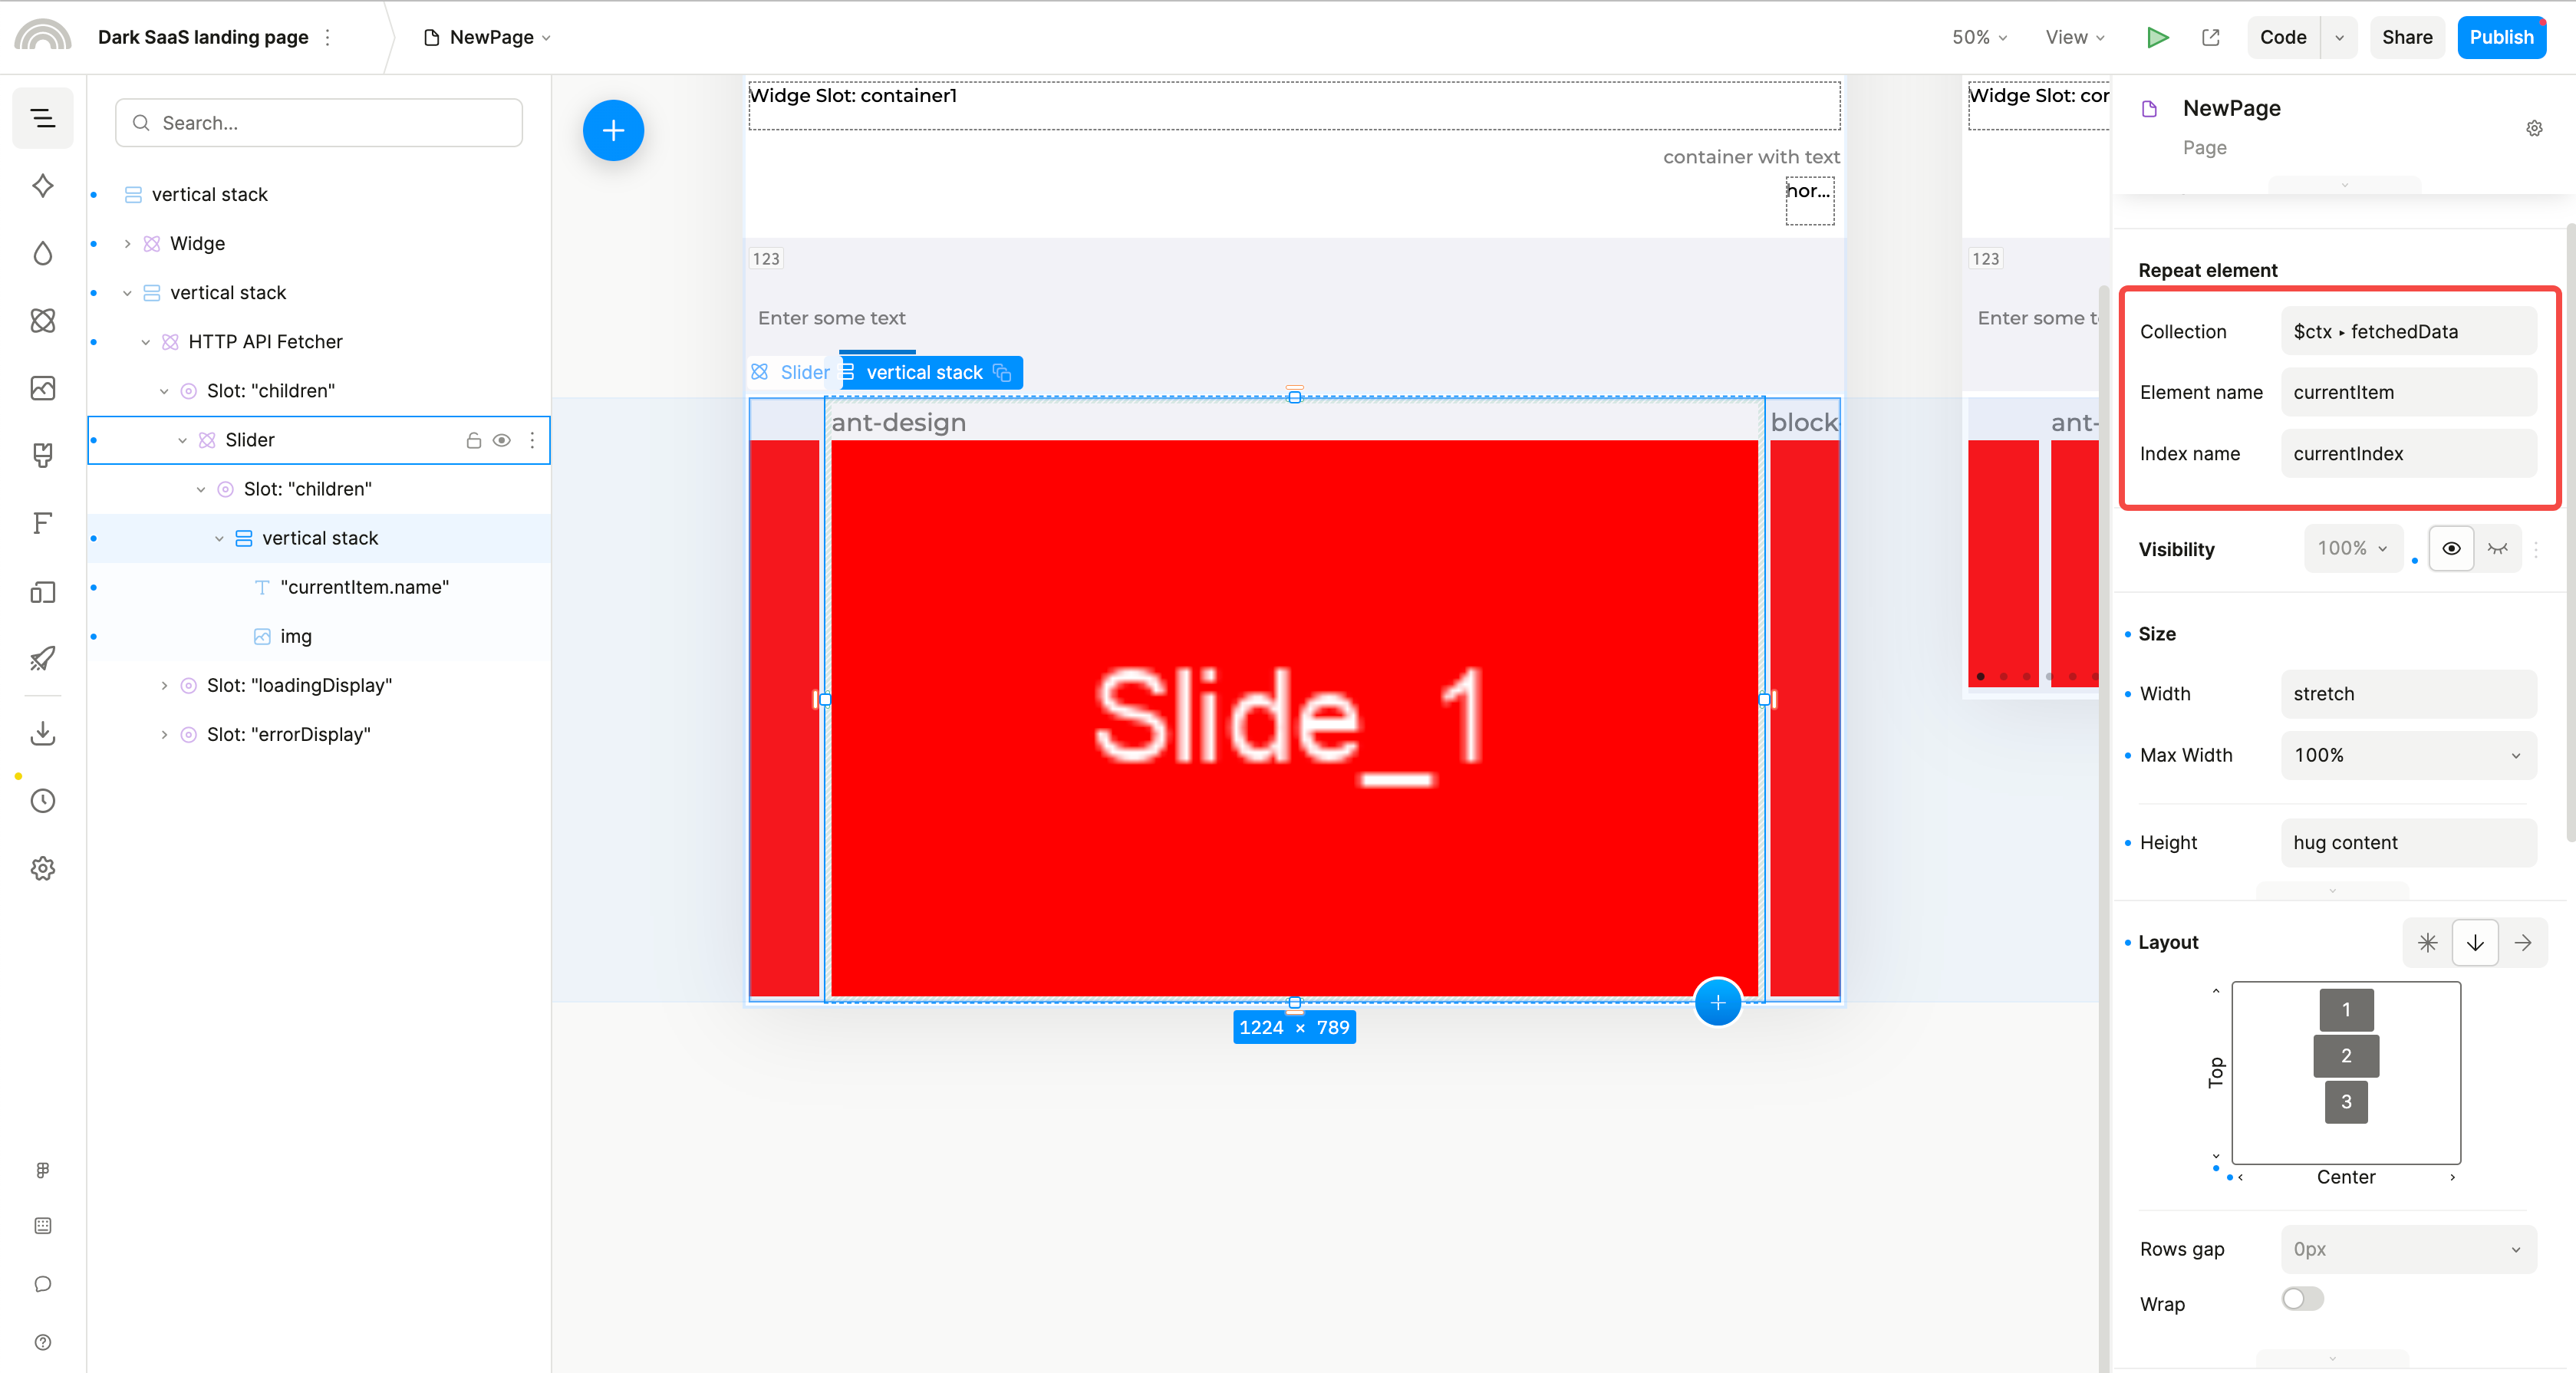 Dark SaaS landing page
NewPage
50%
View
Code
Share
Publish
Search...
vertical stack
Widge
vertical stack
HTTP API Fetcher
Slot: "children"
Slider
Slot: "children"
vertical stack
"currentItem.name"
img
Slot: "loadingDisplay"
Slot: "errorDisplay"
Widge Slot: container1
container with text
hor...
123
Enter some text
Slider
vertical stack
ant-design
block-
Slide_1
1224 × 789
Widge Slot: cor
123
Enter some t
ant-
NewPage
Page
Repeat element
Collection
$ctx ▸ fetchedData
Element name
currentItem
Index name
currentIndex
Visibility
100%
Size
Width
stretch
Max Width
100%
Height
hug content
Layout
1
2
3
Top
Center
Rows gap
0px
Wrap